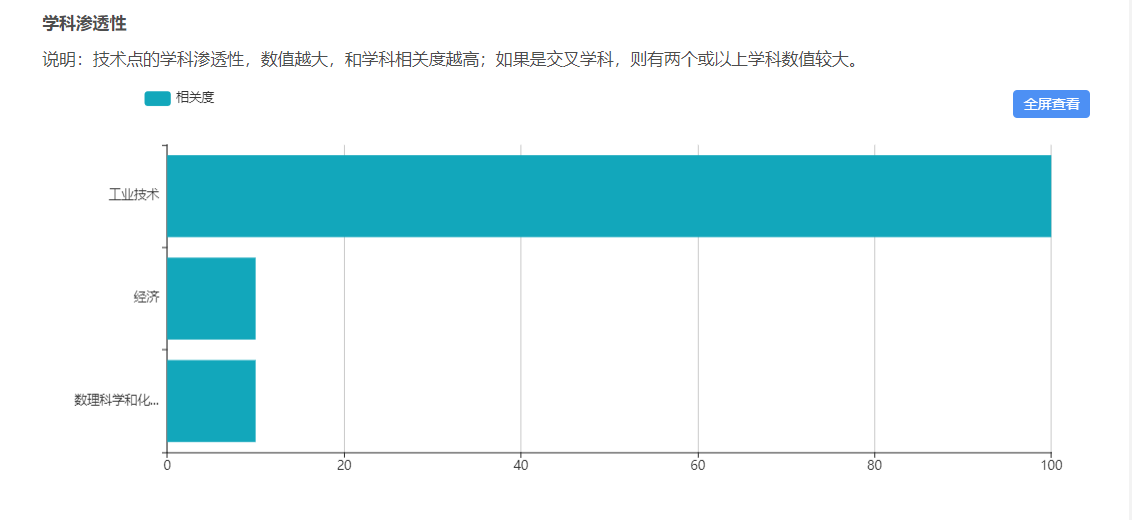 学科渗透性
说明：技术点的学科渗透性，数值越大，和学科相关度越高；如果是交叉学科，则有两个或以上学科数值较大。
相关度
全屏查看
工业技术
经济
数理科学和化...
0 20 40 60 80 100